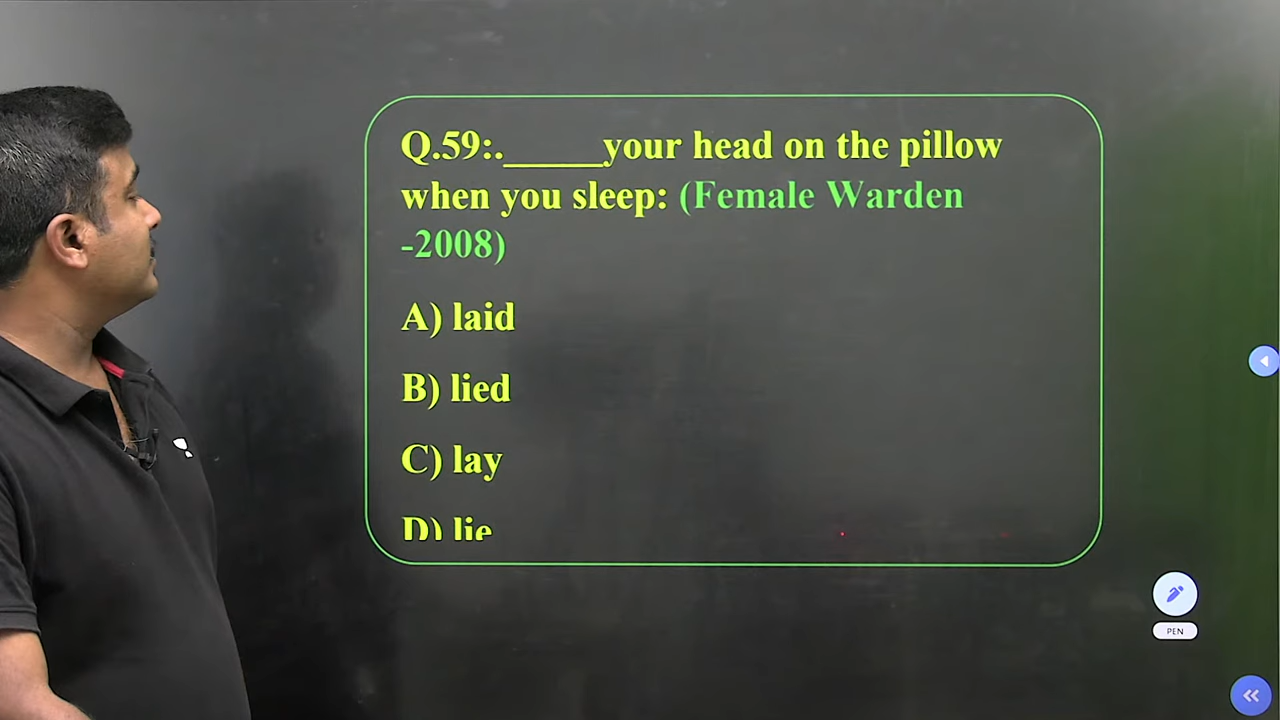 Q.59:._____your head on the pillow
when you sleep: (Female Warden
-2008)
A) laid
B) lied
C) lay
D) lie
PEN